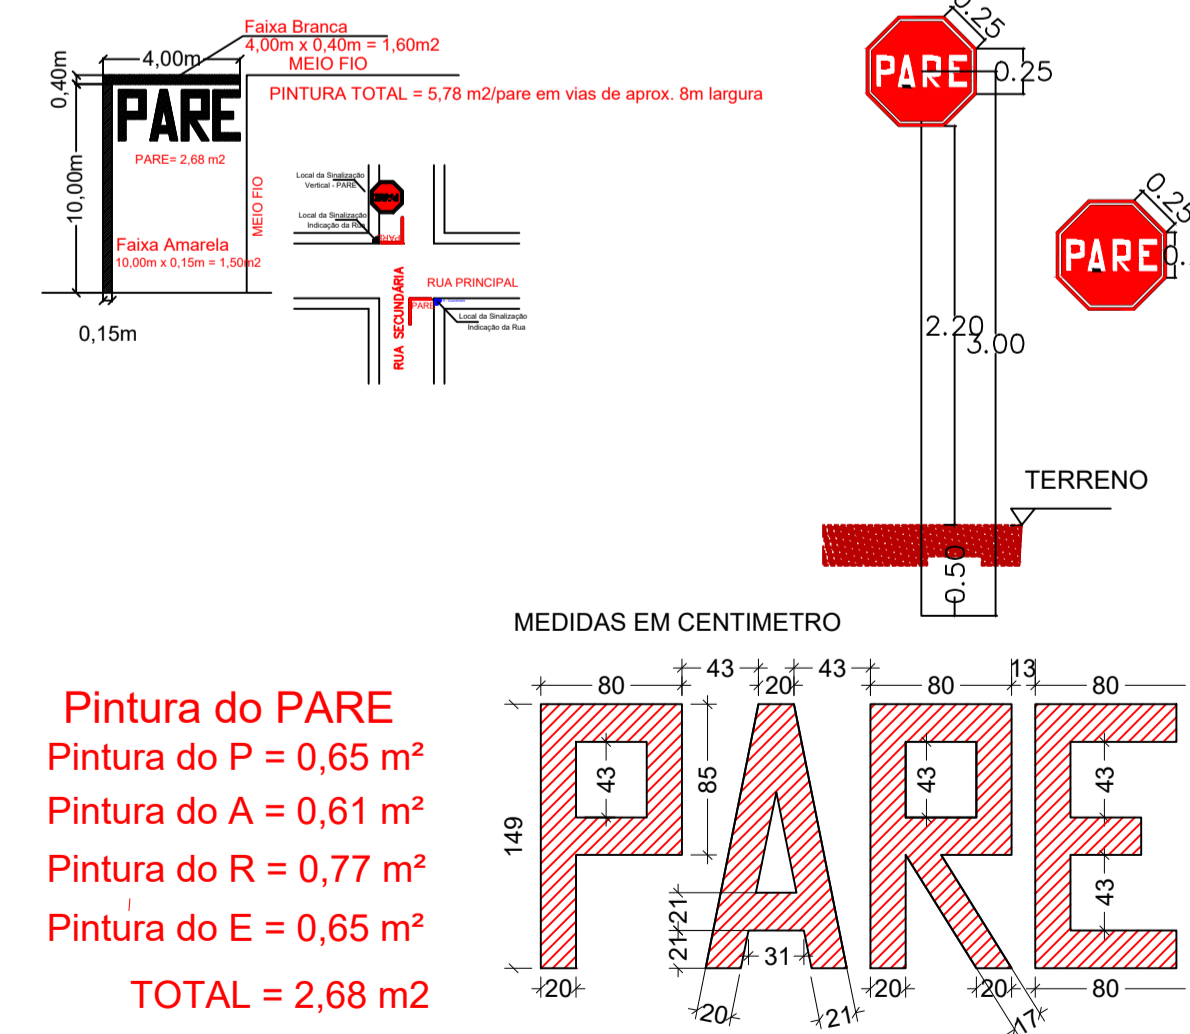 Faixa Branca
4,00m x 0,40m = 1,60m2
MEIO FIO
4,00m
0,40m
PINTURA TOTAL = 5,78 m2/pare em vias de aprox. 8m largura
PARE
PARE= 2,68 m2
10,00m
MEIO FIO
Faixa Amarela
10,00m x 0,15m = 1,50m2
0,15m
Local da Sinalização
Vertical - PARE
PARE
Local da Sinalização
Indicação da Rua
PARE
RUA PRINCIPAL
RUA SECUNDÁRIA
PARE
Local da Sinalização
Indicação da Rua
0.25
PARE
0.25
0.25
PARE
0.
2.20
3.00
TERRENO
0.50
MEDIDAS EM CENTIMETRO
43
43
13
80
20
80
80
43
85
43
43
149
43
21
21
31
20
20
21
20
20
17
80
Pintura do PARE
Pintura do P = 0,65 m²
Pintura do A = 0,61 m²
Pintura do R = 0,77 m²
Pintura do E = 0,65 m²
TOTAL = 2,68 m2